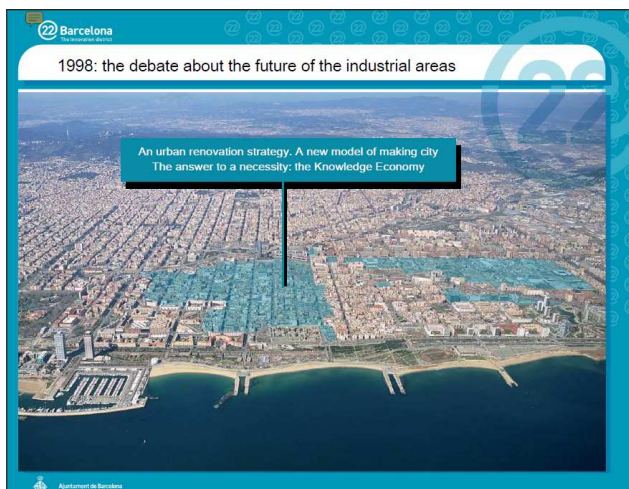 22 Barcelona
The innovation district
1998: the debate about the future of the industrial areas
An urban renovation strategy. A new model of making city
The answer to a necessity: the Knowledge Economy
Ajuntament de Barcelona